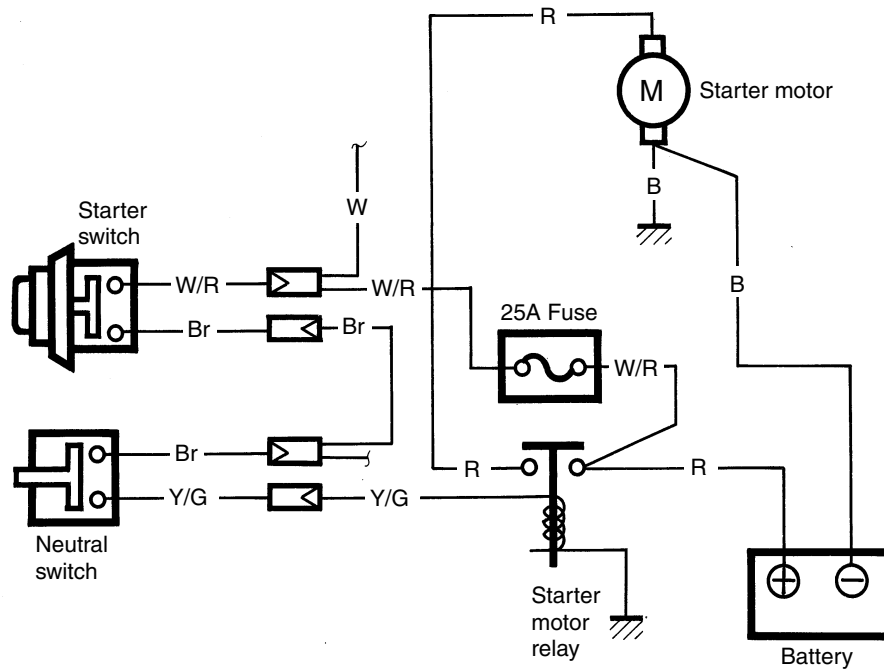 R
M
Starter motor
W
B
Starter
switch
W/R
W/R
B
Br
Br
25A Fuse
W/R
Br
R
R
Y/G
Y/G
Neutral
switch
Starter
motor
relay
Battery